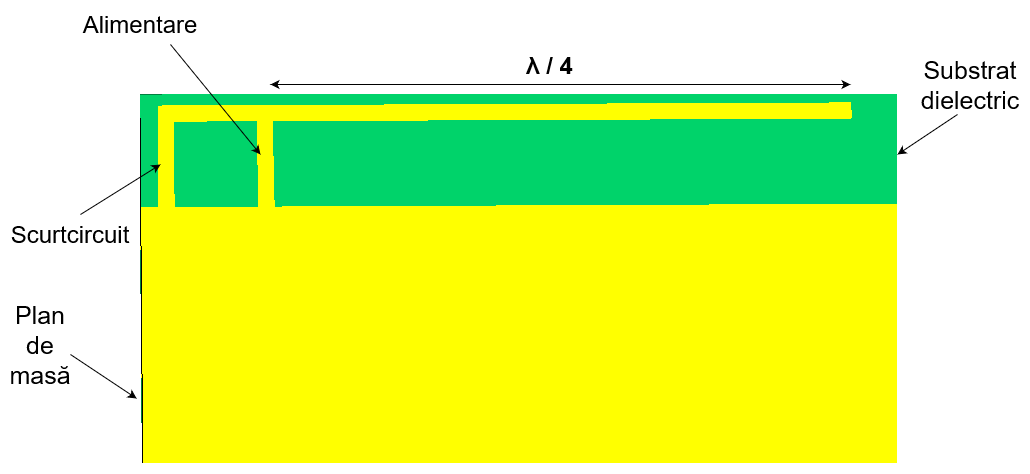 Alimentare
λ / 4
Substrat
dielectric
Scurtcircuit
Plan
de
masă